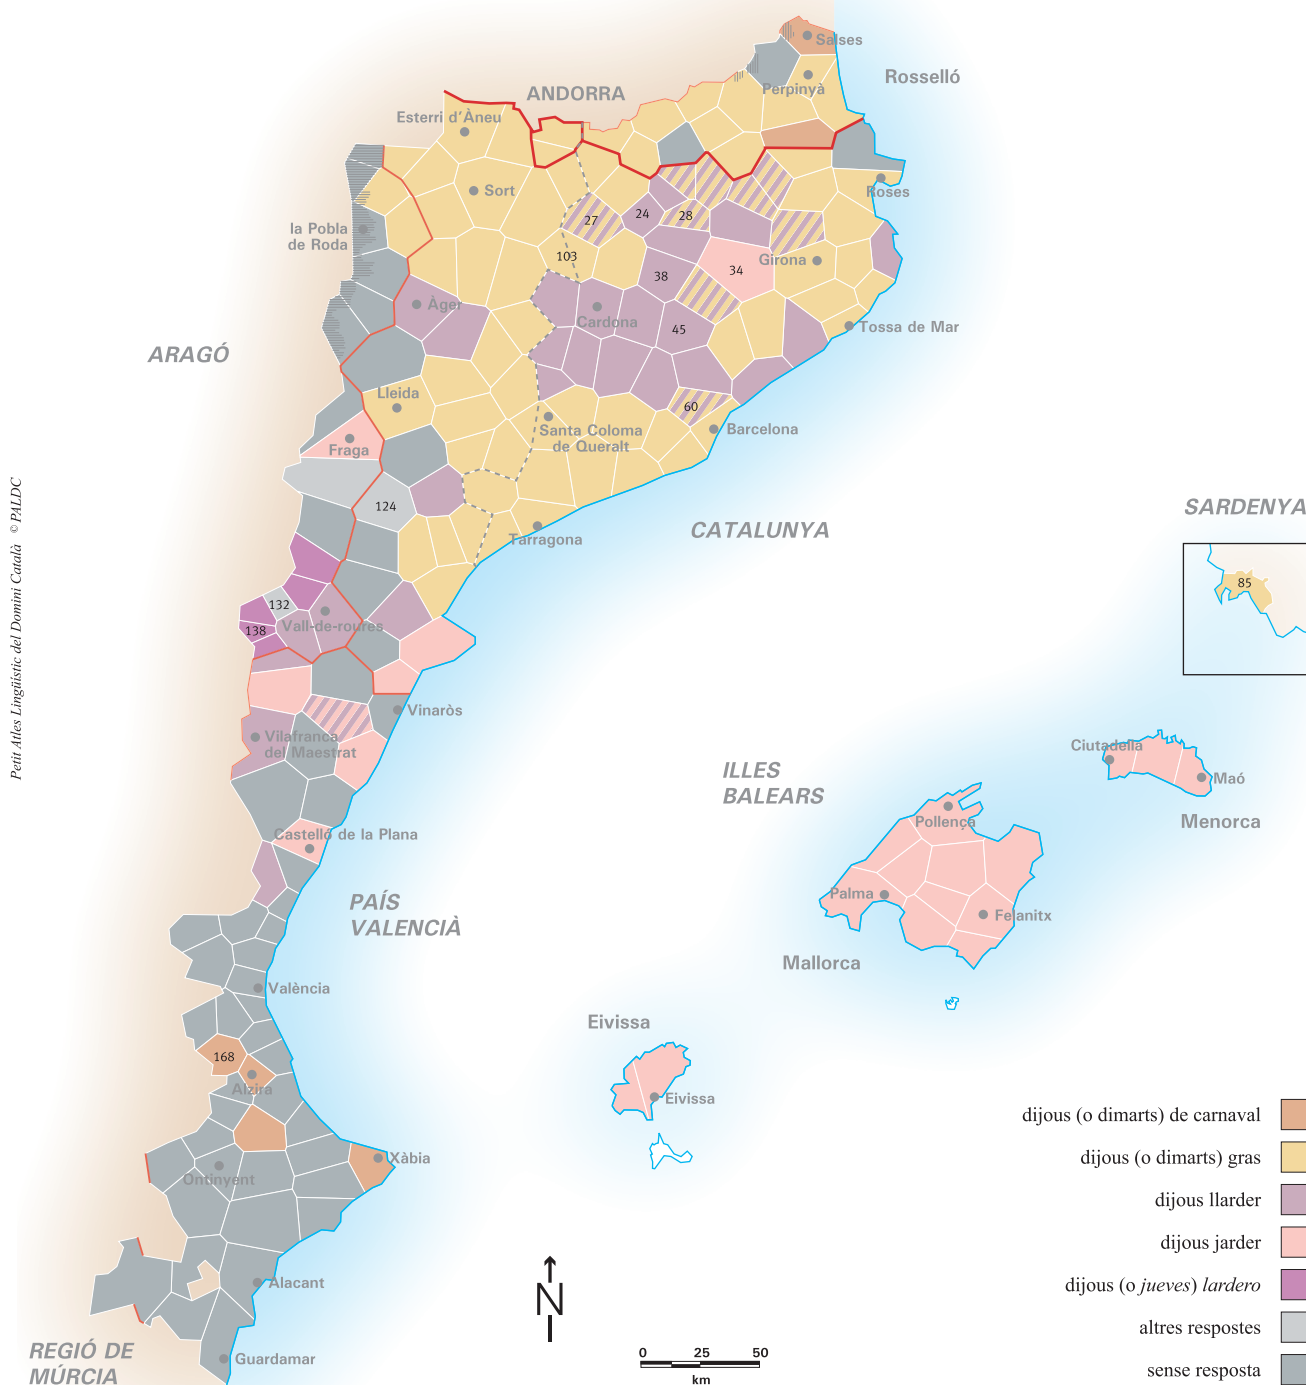 Salses
Rosselló
Perpinyà
ANDORRA
Esterri d'Àneu
Sort
Roses
la Pobla
de Roda
27
24
28
103
38
34
Girona
Àger
Cardona
45
Tossa de Mar
ARAGÓ
Lleida
60
Santa Coloma
de Queralt
Barcelona
Fraga
124
Tarragona
CATALUNYA
SARDENYA
85
132
138
Vall-de-roures
Vinaròs
Vilafranca
del Maestrat
ILLES
BALEARS
Ciutadella
Maó
Menorca
Pollença
Castelló de la Plana
Palma
Felanitx
PAÍS
VALENCIÀ
Mallorca
València
Eivissa
168
Alzira
Eivissa
Xàbia
Ontinyent
Alacant
Guardamar
REGIÓ DE
MÚRCIA
N
0 25 50
km
dijous (o dimarts) de carnaval
dijous (o dimarts) gras
dijous llarder
dijous jarder
dijous (o jueves) lardero
altres respostes
sense resposta
Petit Atles Lingüístic del Domini Català © PALDC